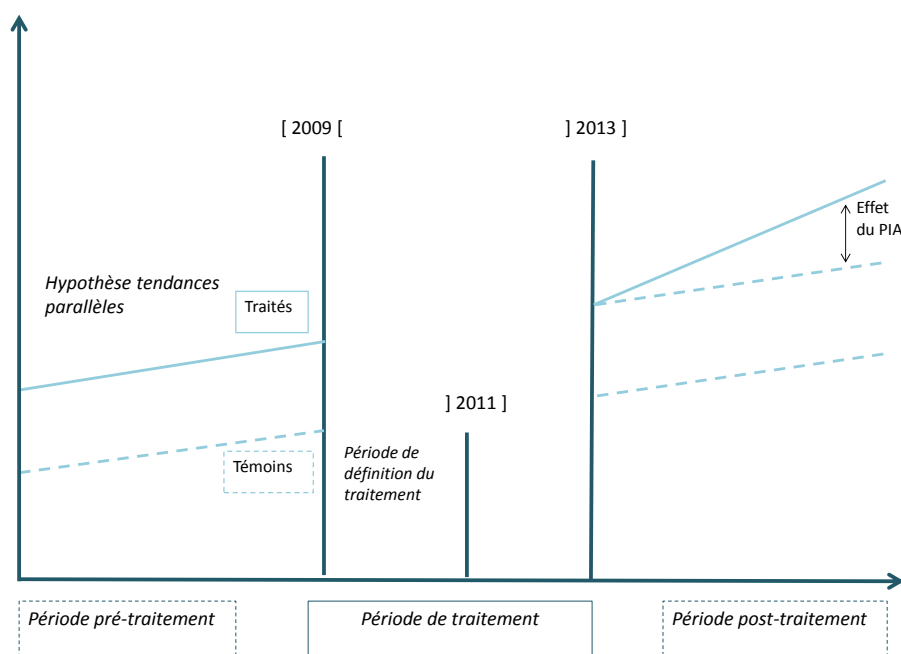 [ 2009 [
] 2013 ]
Effet
du PIA
Hypothèse tendances
parallèles
Traités
] 2011 ]
Témoins
Période de
définition du
traitement
Période pré-traitement
Période de traitement
Période post-traitement